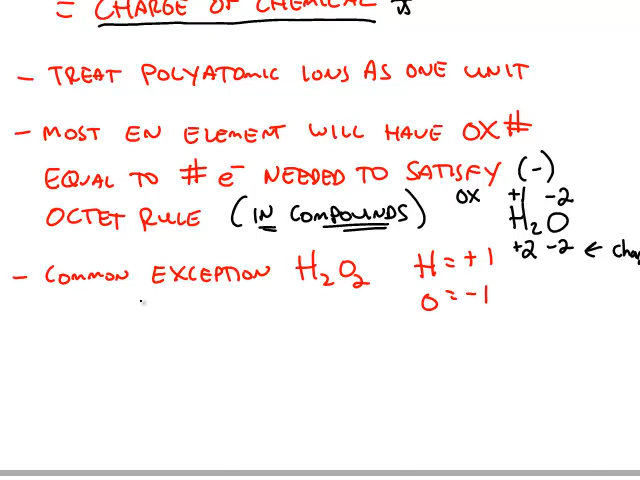 = CHARGE OF CHEMICAL
- TREAT POLYATOMIC IONS AS ONE UNIT
- MOST EN ELEMENT WILL HAVE OX #
EQUAL TO # e⁻ NEEDED TO SATISFY (-)
OX +1 -2
OCTET RULE (IN COMPOUNDS) H₂O
+2 -2 ←
- COMMON EXCEPTION H₂O₂ H = +1
O = -1